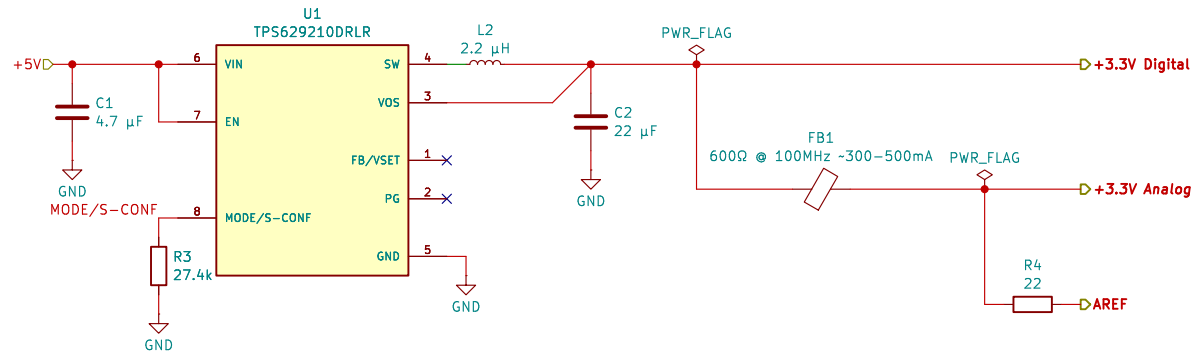 U1
TPS629210DRLR
+5V
6
VIN
7
EN
8
MODE/S-CONF
SW
4
VOS
3
FB/VSET
1
PG
2
GND
5
C1
4.7 µF
GND
MODE/S-CONF
R3
27.4k
GND
GND
L2
2.2 µH
C2
22 µF
GND
PWR_FLAG
+3.3V Digital
FB1
600Ω @ 100MHz ~300-500mA
PWR_FLAG
+3.3V Analog
R4
22
AREF